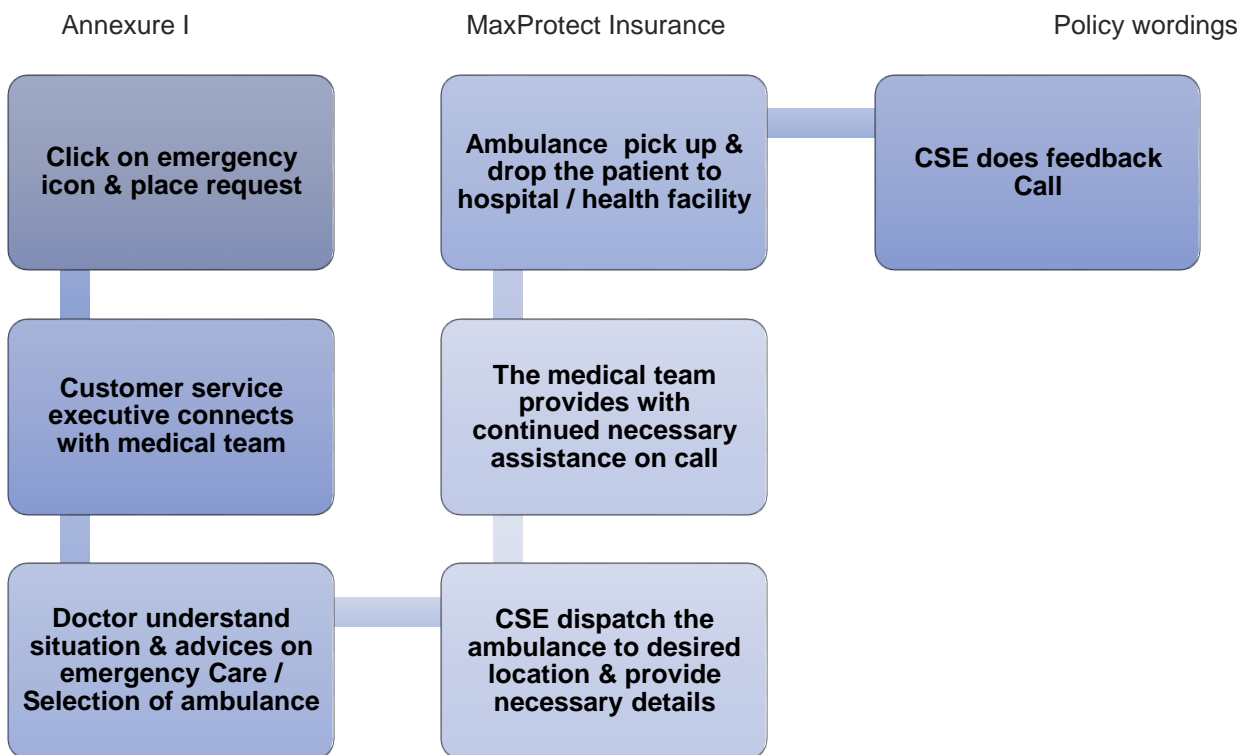 Annexure I
MaxProtect Insurance
Policy wordings
Click on emergency
icon & place request
Customer service
executive connects
with medical team
Doctor understand
situation & advices on
emergency Care /
Selection of ambulance
CSE dispatch the
ambulance to desired
location & provide
necessary details
The medical team
provides with
continued necessary
assistance on call
Ambulance  pick up &
drop the patient to
hospital / health facility
CSE does feedback
Call